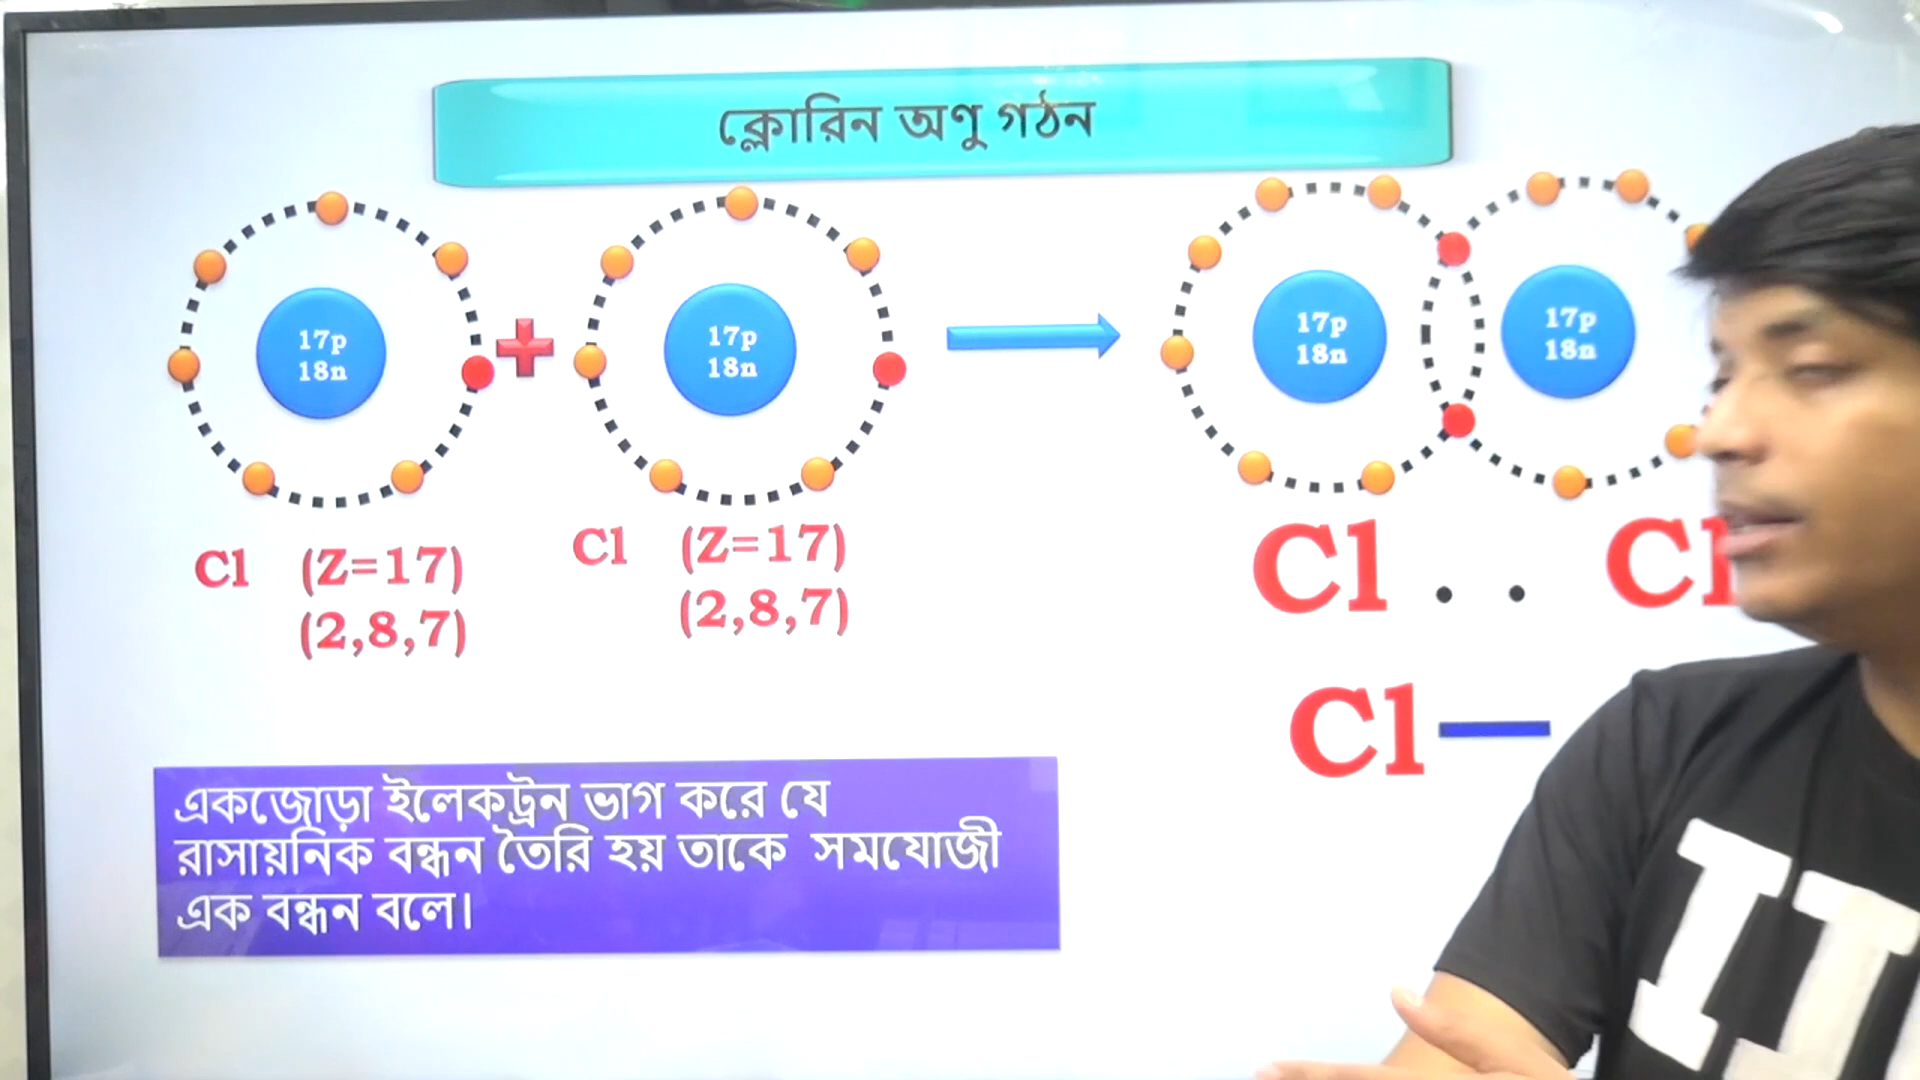 ক্লোরিন অণু গঠন
17p
18n
17p
18n
17p
18n
17p
18n
Cl (Z=17)
(2,8,7)
Cl (Z=17)
(2,8,7)
Cl . . Cl
Cl—
একজোড়া ইলেকট্রন ভাগ করে যে
রাসায়নিক বন্ধন তৈরি হয় তাকে সমযোজী
এক বন্ধন বলে।